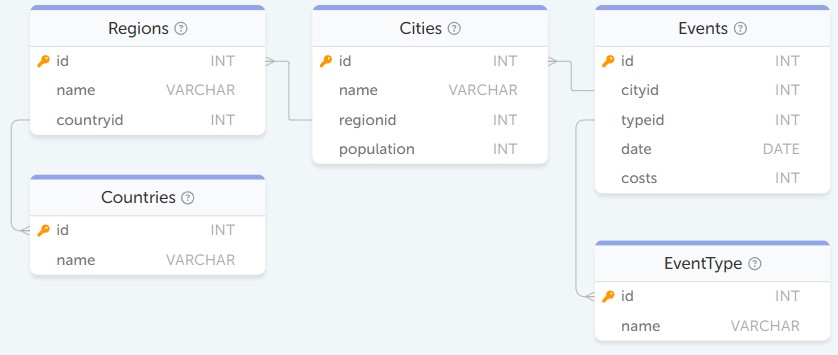 Regions
id INT
name VARCHAR
countryid INT
Countries
id INT
name VARCHAR
Cities
id INT
name VARCHAR
regionid INT
population INT
Events
id INT
cityid INT
typeid INT
date DATE
costs INT
EventType
id INT
name VARCHAR